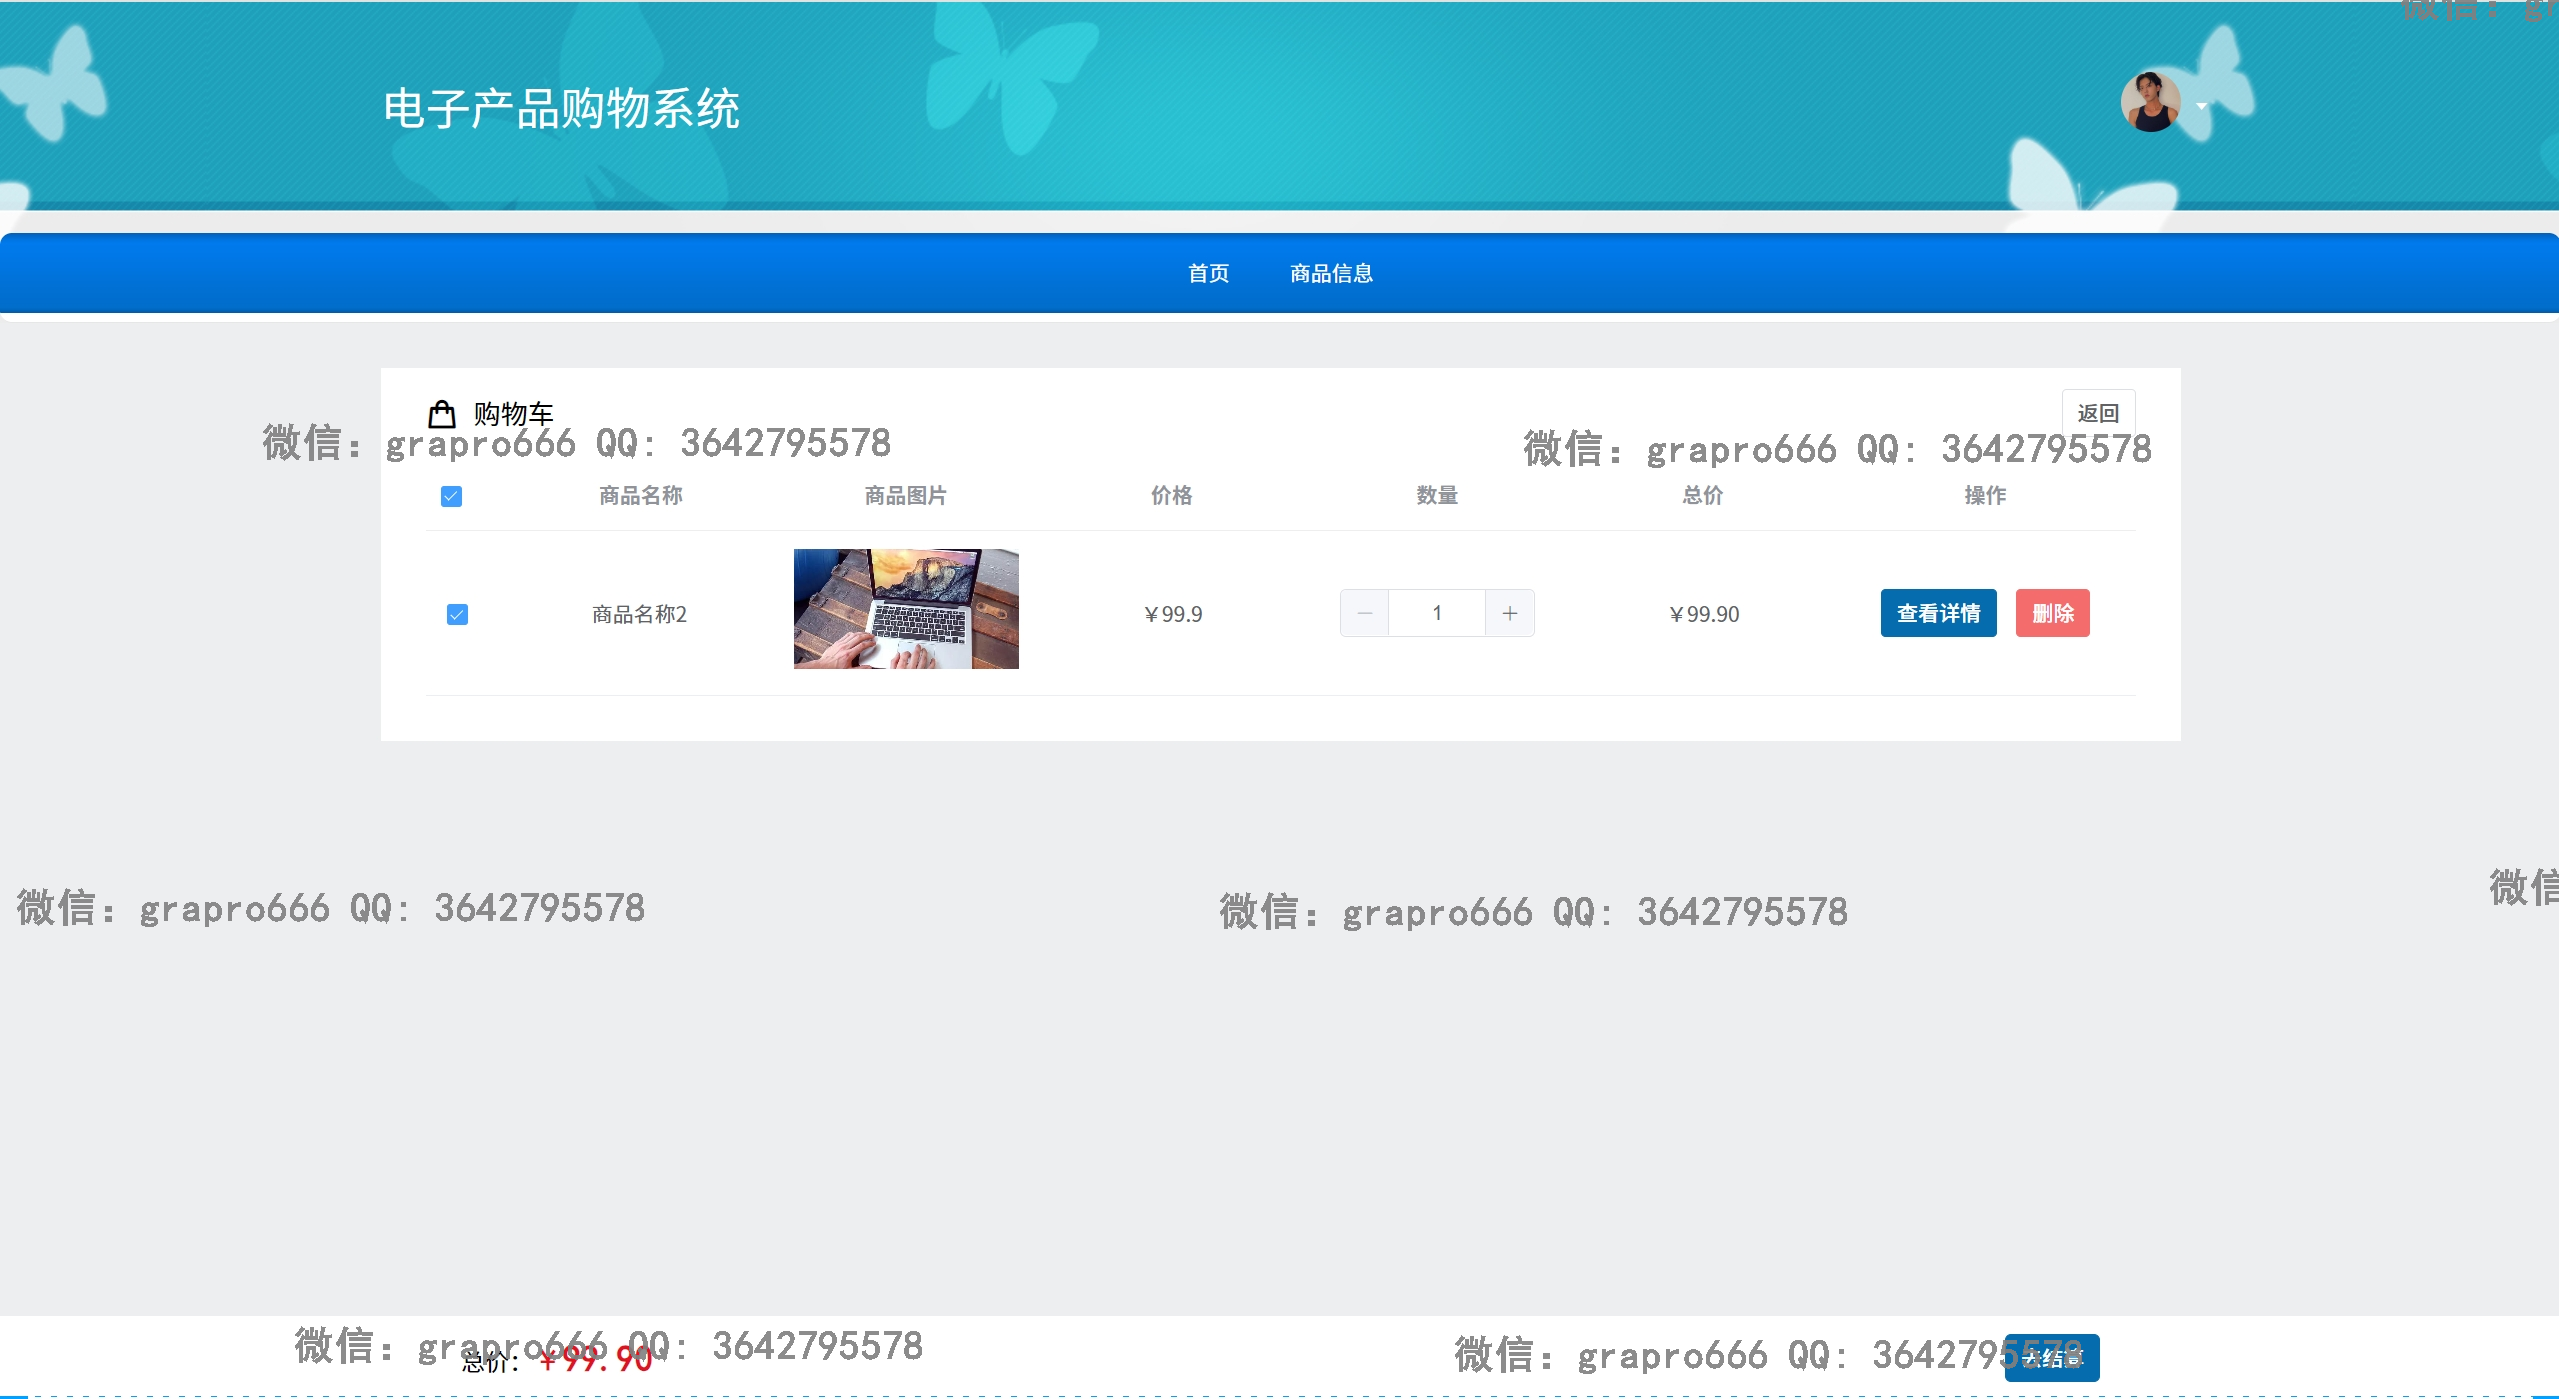 微信: gr
电子产品购物系统
首页 商品信息
购物车 返回
微信: grapro666 QQ: 3642795578 微信: grapro666 QQ: 3642795578
商品名称 商品图片 价格 数量 总价 操作
商品名称2 ￥99.9 1 ￥99.90 查看详情 删除
微信: grapro666 QQ: 3642795578 微信: grapro666 QQ: 3642795578 微信
微信: grapro666 QQ: 3642795578 微信: grapro666 QQ: 3642795578
总价: ￥99.90 去结算